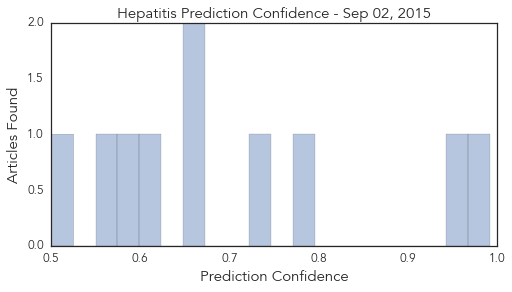 Hepatitis Prediction Confidence - Sep 02, 2015
2.0
1.5
1.0
0.5
0.0
Articles Found
0.5 0.6 0.7 0.8 0.9 1.0
Prediction Confidence